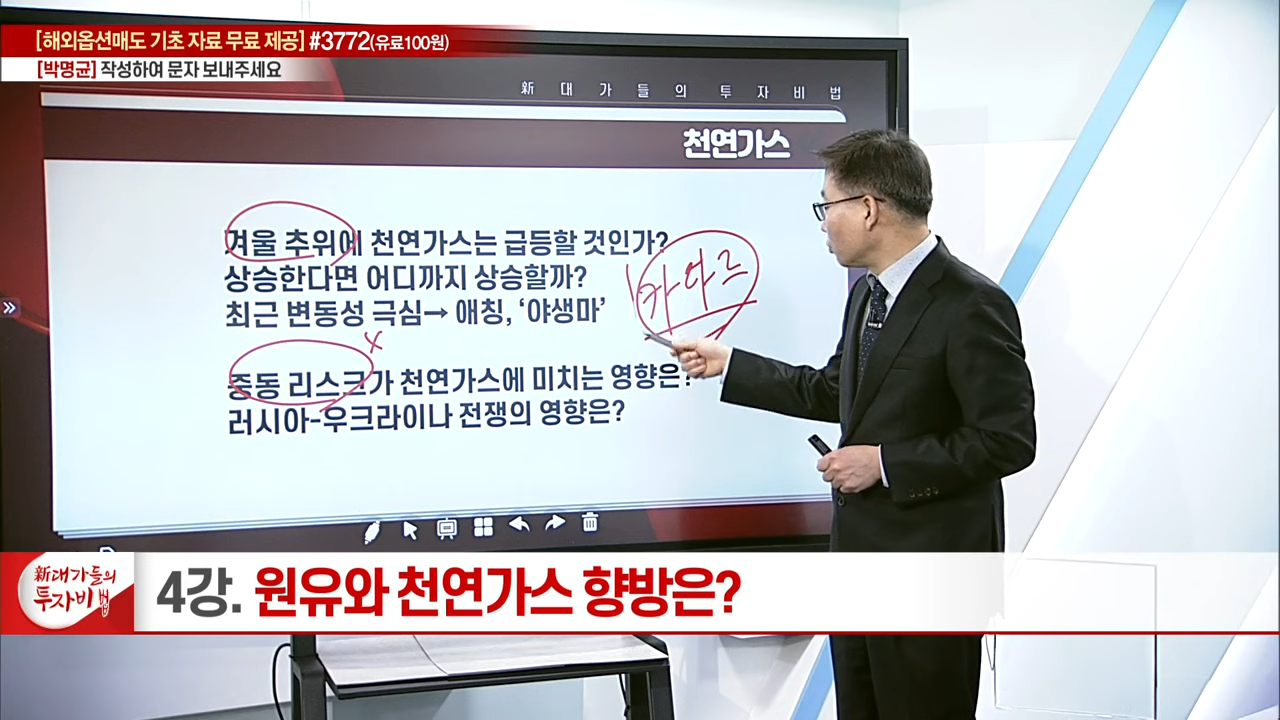 [해외옵션매도 기초 자료 무료 제공] #3772(유료100원)
[박명균] 작성하여 문자 보내주세요
新 대 가 들 의 투 자 비 법
천연가스
겨울 추위에 천연가스는 급등할 것인가?
상승한다면 어디까지 상승할까?
카타르
최근 변동성 극심→ 애칭, ‘야생마’
x
중동 리스크가 천연가스에 미치는 영향은?
러시아-우크라이나 전쟁의 영향은?
新대가들의
투자비법
4강. 원유와 천연가스 향방은?